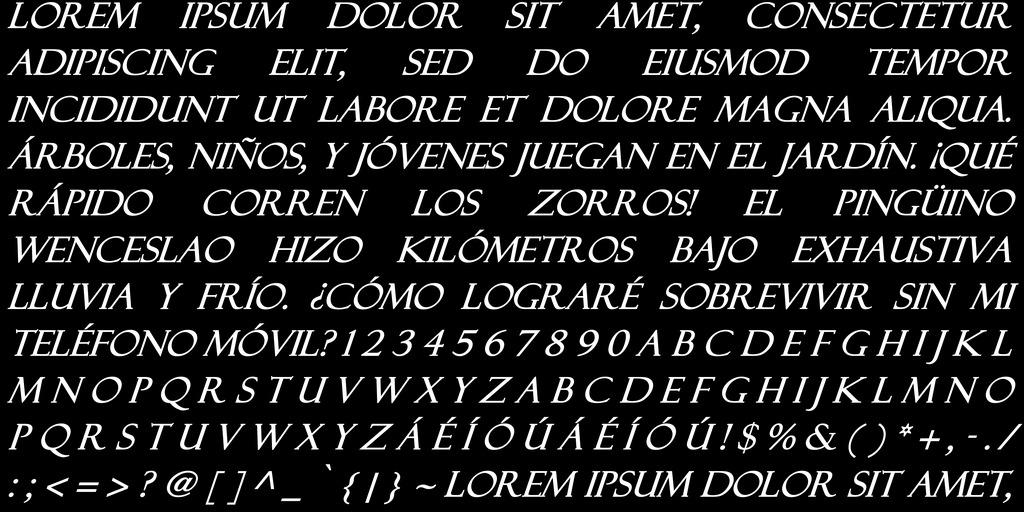 LOREM IPSUM DOLOR SIT AMET, CONSECTETUR
ADIPISCING ELIT, SED DO EIUSMOD TEMPOR
INCIDIDUNT UT LABORE ET DOLORE MAGNA ALIQUA.
ÁRBOLES, NIÑOS, Y JÓVENES JUEGAN EN EL JARDÍN. ¡QUÉ
RÁPIDO CORREN LOS ZORROS! EL PINGÜINO
WENCESLAO HIZO KILÓMETROS BAJO EXHAUSTIVA
LLUVIA Y FRÍO. ¿CÓMO LOGRARÉ SOBREVIVIR SIN MI
TELÉFONO MÓVIL? 1 2 3 4 5 6 7 8 9 0 A B C D E F G H I J K L
M N O P Q R S T U V W X Y Z A B C D E F G H I J K L M N O
P Q R S T U V W X Y Z Á É Í Ó Ú Á É Í Ó Ú ! $ % & ( ) * + , - . /
: ; < = > ? @ [ ] ^ _ ` { | } ~ LOREM IPSUM DOLOR SIT AMET,